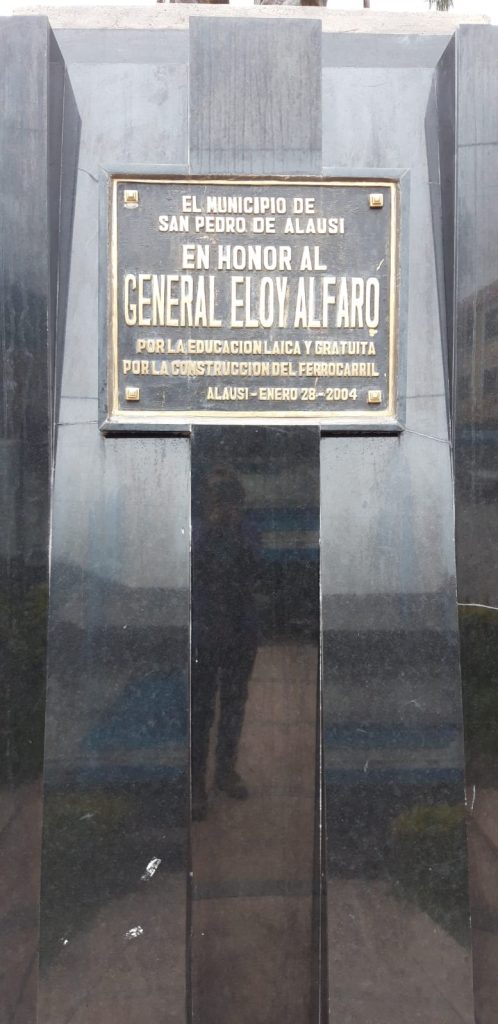 EL MUNICIPIO DE
SAN PEDRO DE ALAUSI
EN HONOR AL
GENERAL ELOY ALFARO
POR LA EDUCACION LAICA Y GRATUITA
POR LA CONSTRUCCION DEL FERROCARRIL
ALAUSI - ENERO 28 - 2004